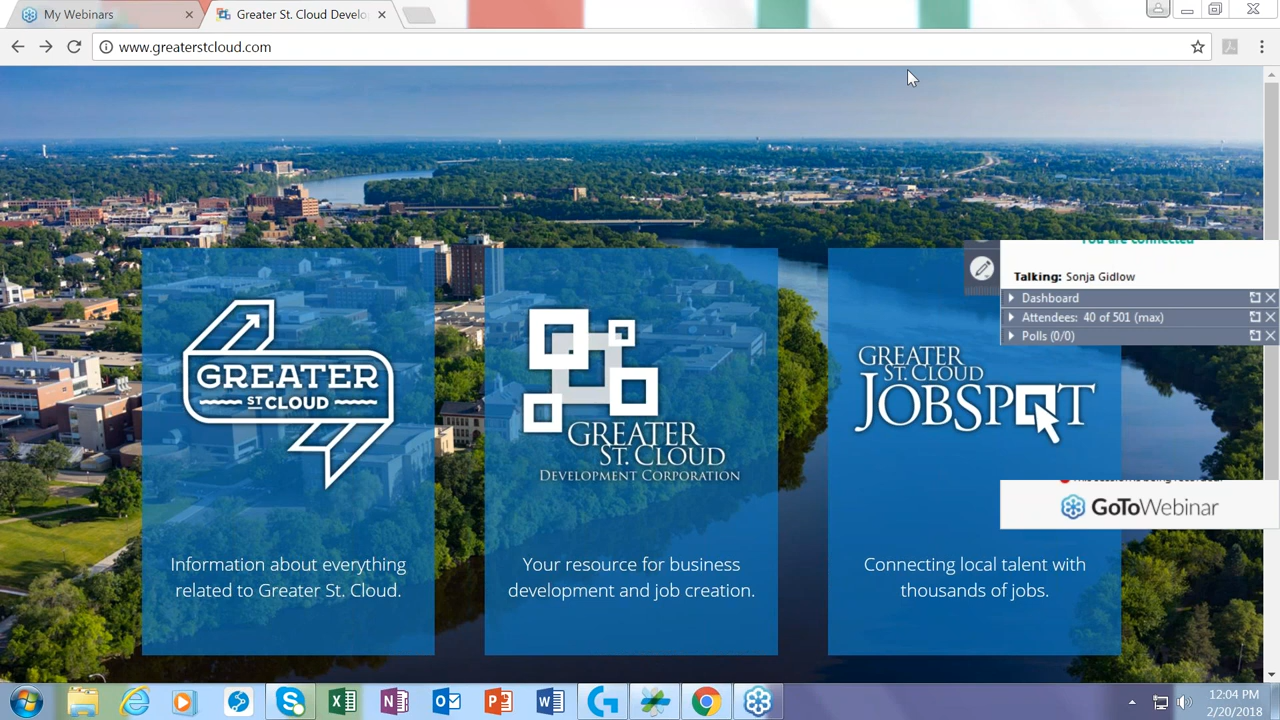 My Webinars
Greater St. Cloud Develo
www.greaterstcloud.com
You are connected
Talking: Sonja Gidlow
Dashboard
Attendees: 40 of 501 (max)
Polls (0/0)
GREATER
ST CLOUD
GREATER
ST. CLOUD
DEVELOPMENT CORPORATION
GREATER
ST. CLOUD
JOBSPOT
GoToWebinar
Information about everything
related to Greater St. Cloud.
Your resource for business
development and job creation.
Connecting local talent with
thousands of jobs.
12:04 PM
2/20/2018